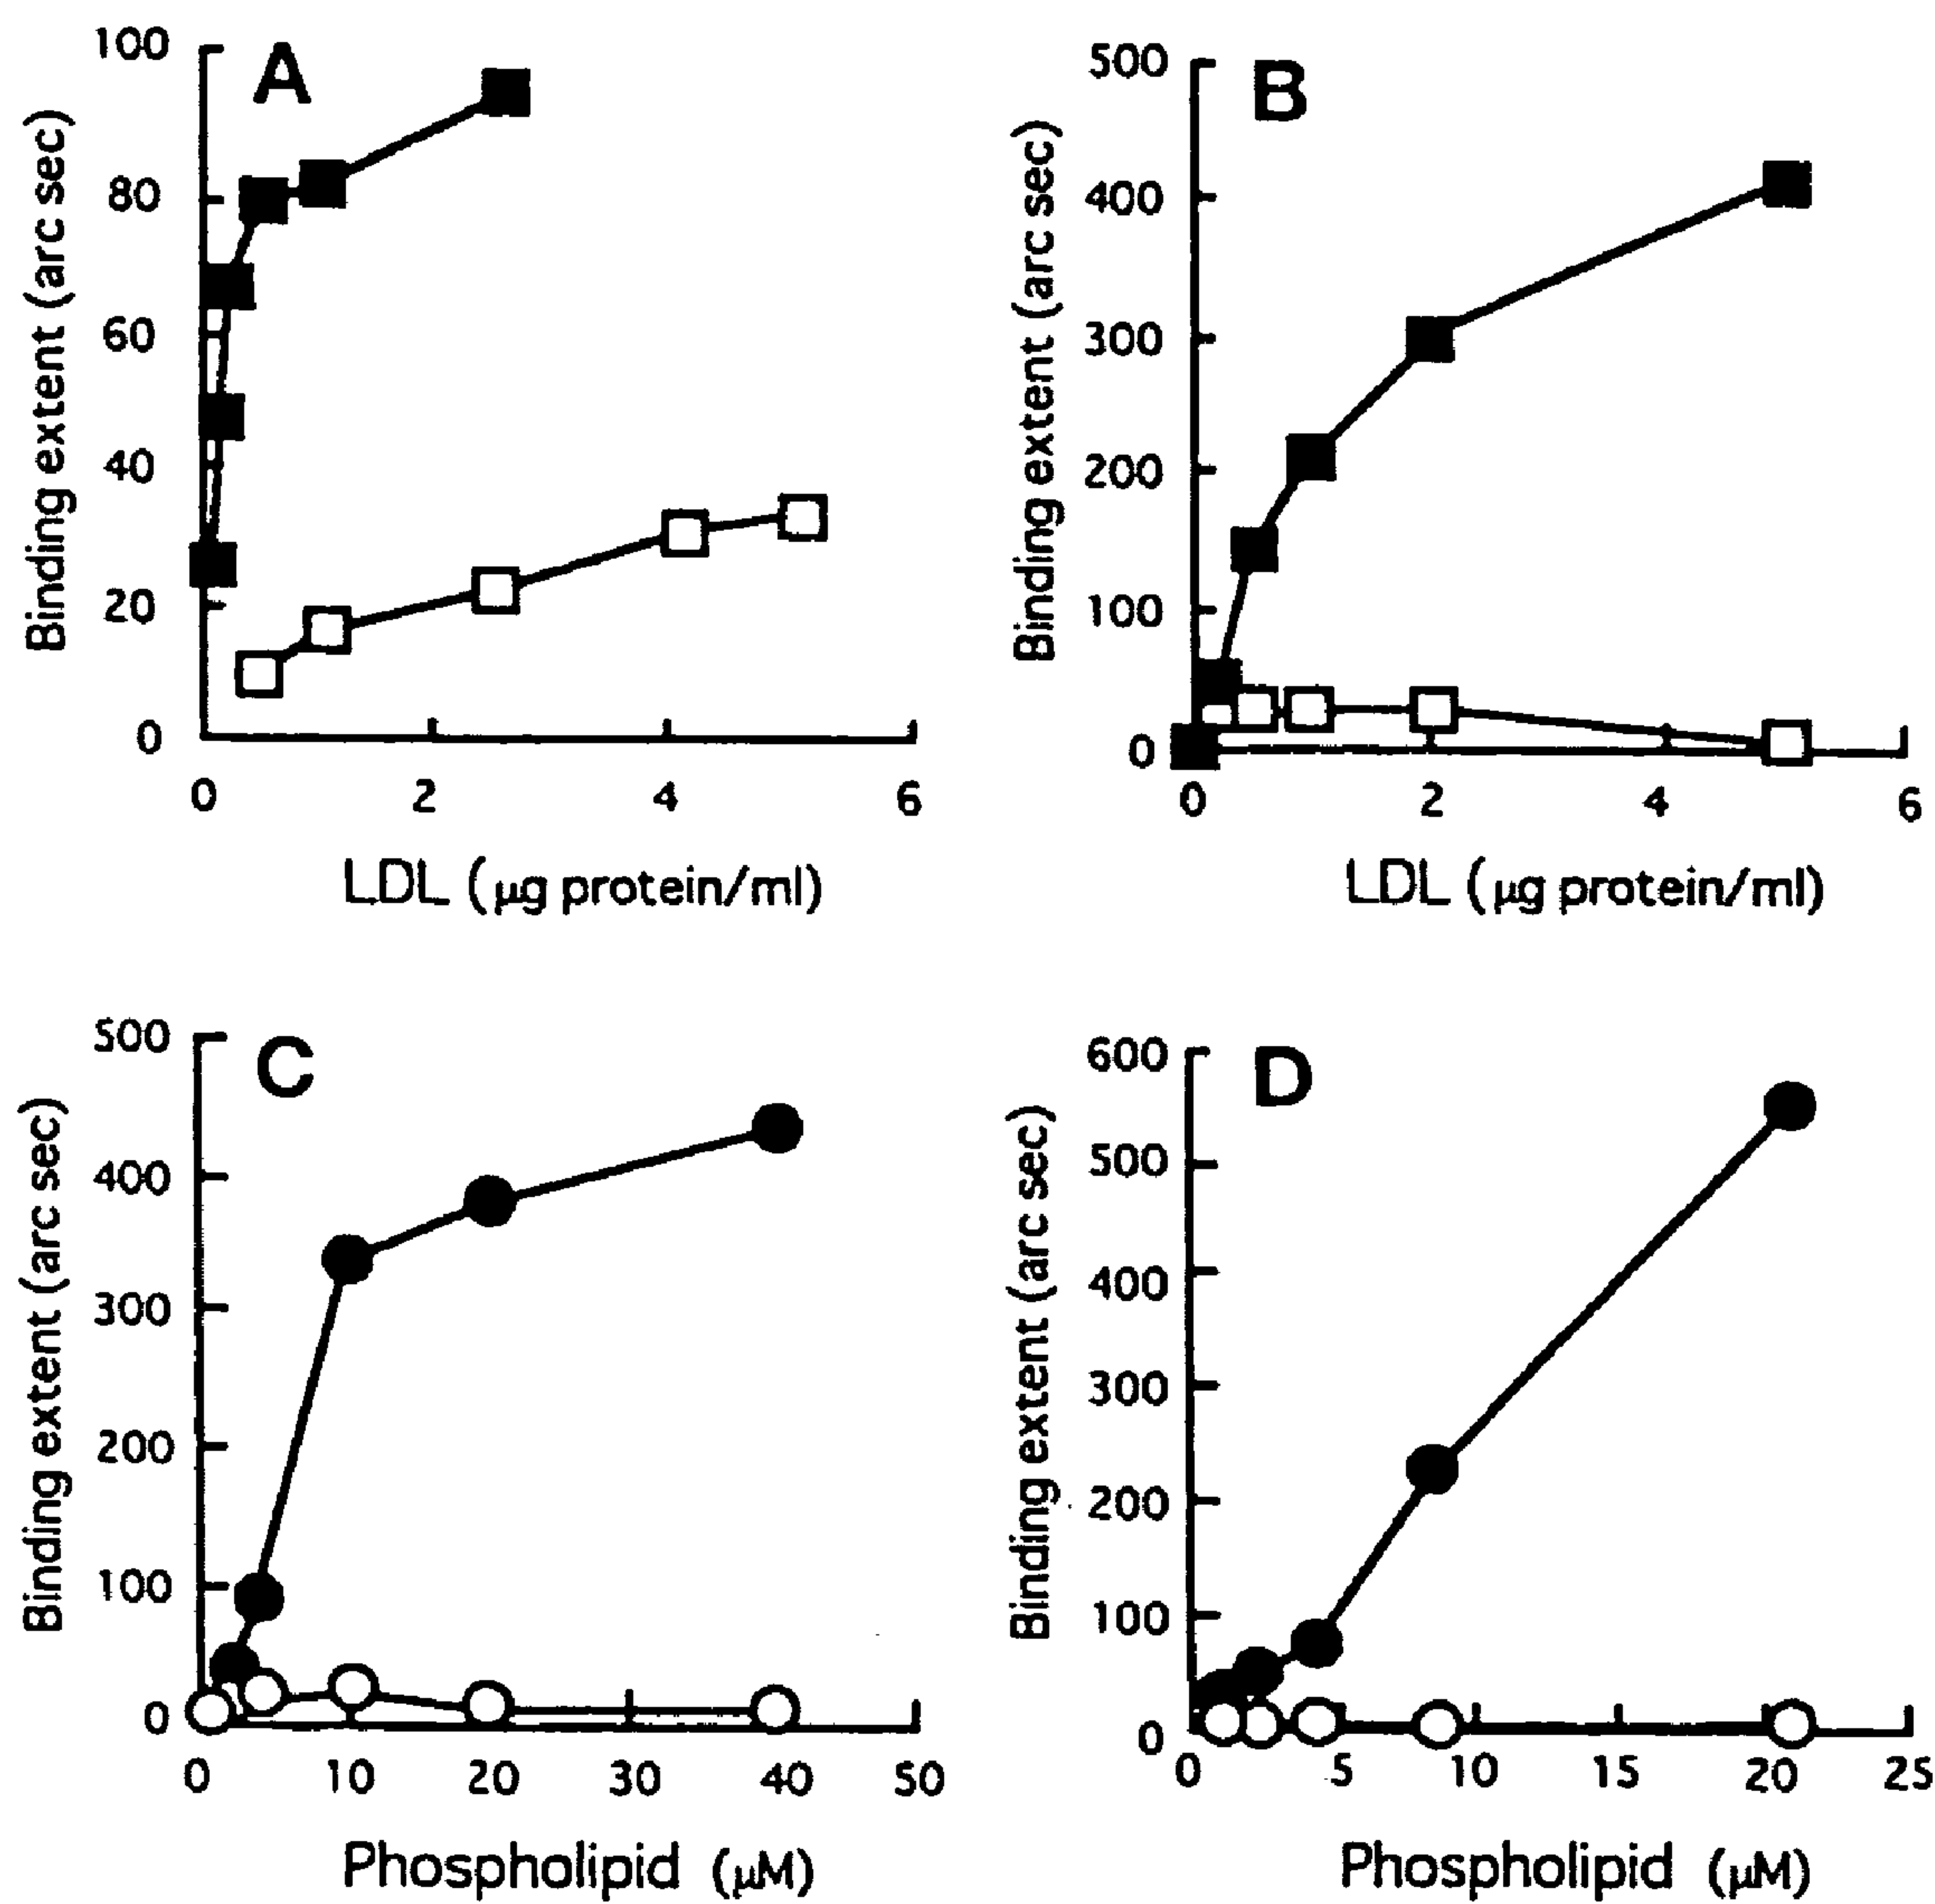 A
Binding extent (arc sec)
100
80
60
40
20
0
0 2 4 6
LDL (μg protein/ml)
B
Binding extent (arc sec)
500
400
300
200
100
0
0 2 4 6
LDL (μg protein/ml)
C
Binding extent (arc sec)
500
400
300
200
100
0
0 10 20 30 40 50
Phospholipid (μM)
D
Binding extent (arc sec)
600
500
400
300
200
100
0
0 5 10 15 20 25
Phospholipid (μM)